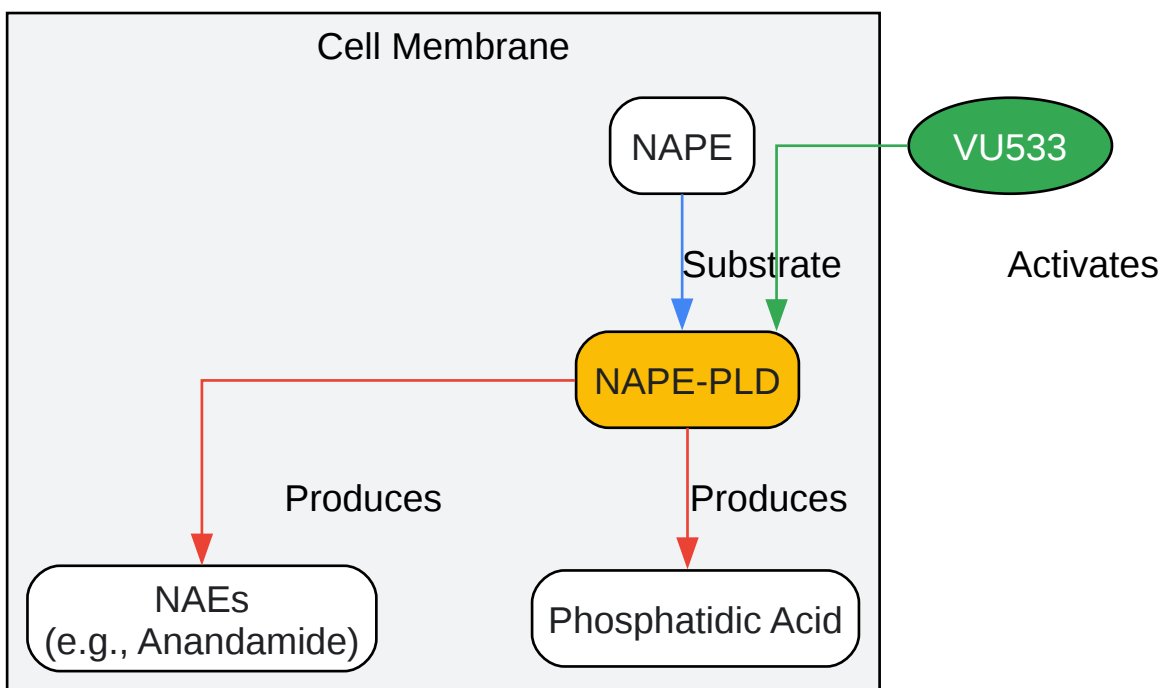 Cell Membrane
NAPE
VU533
Substrate
Activates
NAPE-PLD
Produces
Produces
NAEs
(e.g., Anandamide)
Phosphatidic Acid